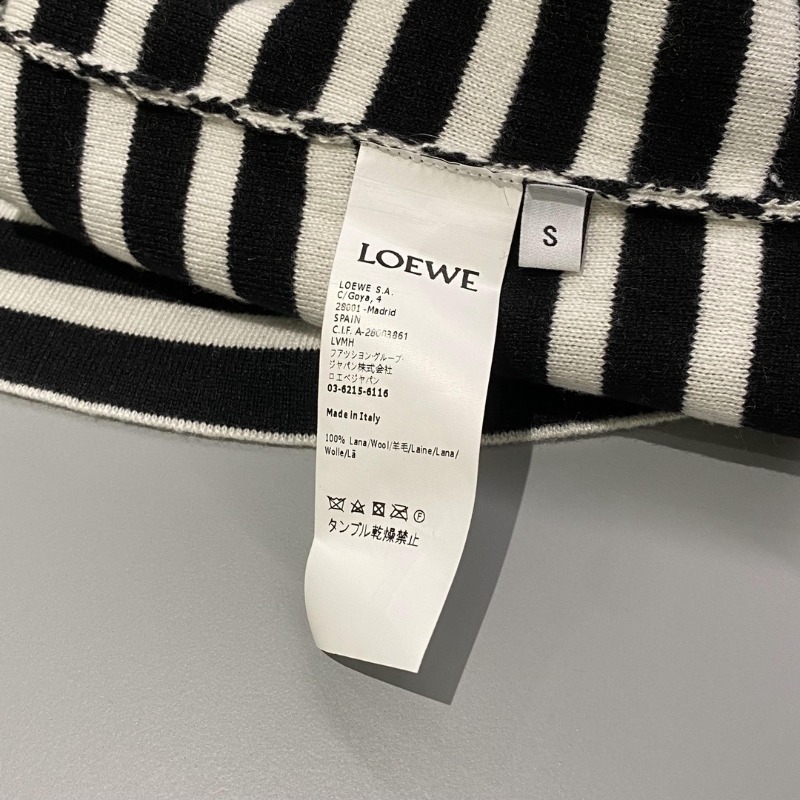 LOEWE
S
LOEWE S.A.
C/Goya, 4
28001-Madrid
SPAIN
C.I.F. A-28003861
LVMH
ファッション・グループ・
ジャパン株式会社
ロエベジャパン
03-6215-6116
Made in Italy
100% Lana/Wool/羊毛/Laine/Lana/
Wolle/Lã
F
タンブル乾燥禁止